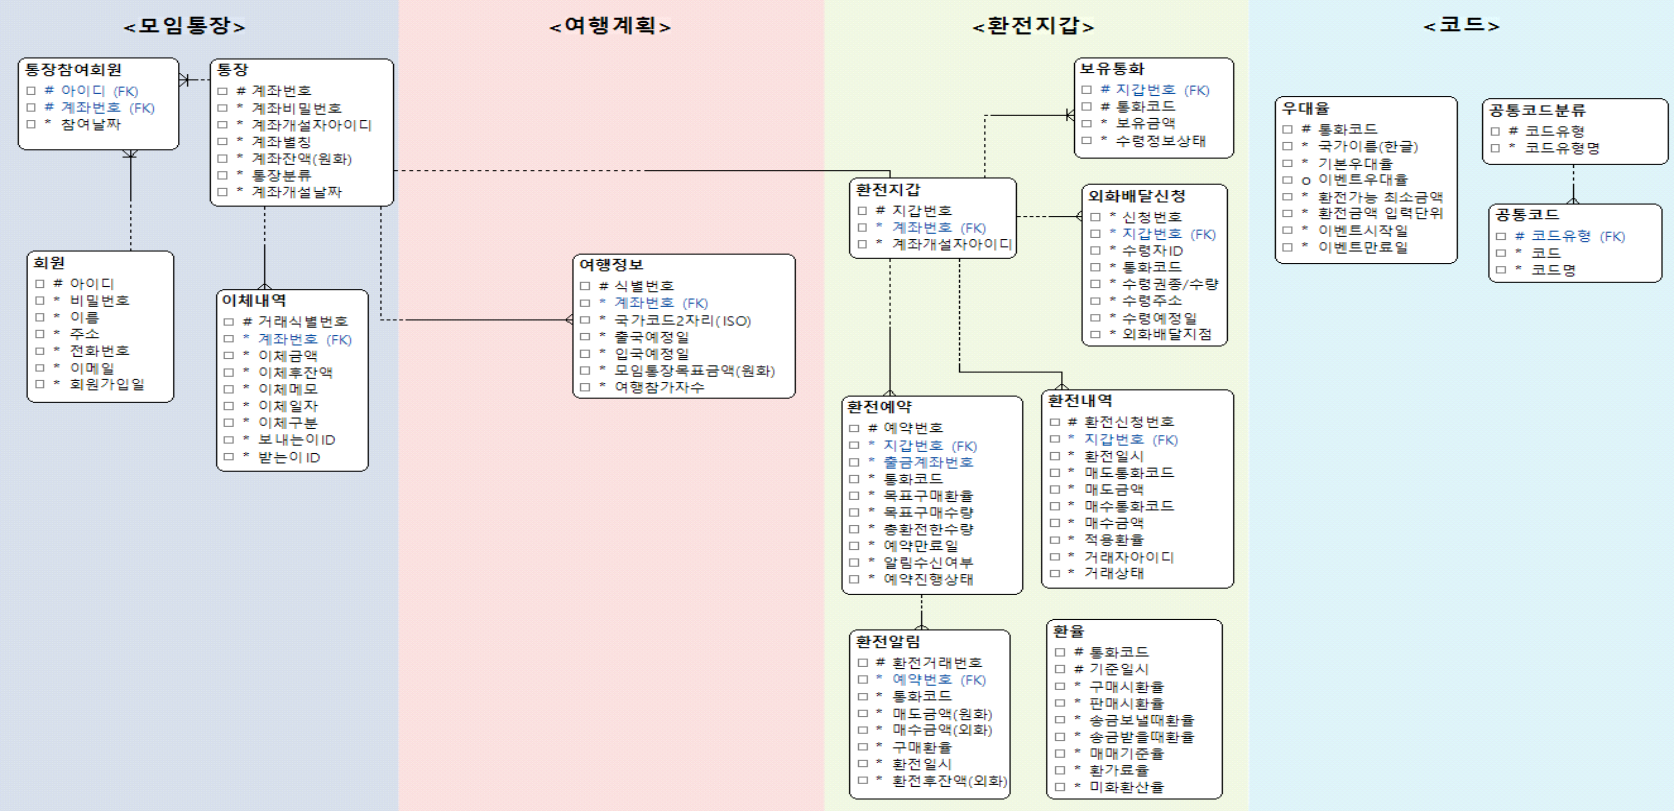 <모임통장>
통장참여회원
# 아이디 (FK)
# 계좌번호 (FK)
* 참여날짜
통장
# 계좌번호
* 계좌비밀번호
* 계좌개설자아이디
* 계좌별칭
* 계좌잔액(원화)
* 통장분류
* 계좌개설날짜
회원
# 아이디
* 비밀번호
* 이름
* 주소
* 전화번호
* 이메일
* 회원가입일
이체내역
# 거래식별번호
* 계좌번호 (FK)
* 이체금액
* 이체후잔액
* 이체메모
* 이체일자
* 이체구분
* 보내는이ID
* 받는이ID
<여행계획>
여행정보
# 식별번호
* 계좌번호 (FK)
* 국가코드2자리(ISO)
* 출국예정일
* 입국예정일
* 모임통장목표금액(원화)
* 여행참가자수
<환전지갑>
보유통화
# 지갑번호 (FK)
# 통화코드
* 보유금액
* 수령정보상태
환전지갑
# 지갑번호
* 계좌번호 (FK)
* 계좌개설자아이디
외화배달신청
* 신청번호
* 지갑번호 (FK)
* 수령자ID
* 통화코드
* 수령권종/수량
* 수령주소
* 수령예정일
* 외화배달지점
환전예약
# 예약번호
* 지갑번호 (FK)
* 출금계좌번호
* 통화코드
* 목표구매환율
* 목표구매수량
* 총환전한수량
* 예약만료일
* 알림수신여부
* 예약진행상태
환전내역
# 환전신청번호
* 지갑번호 (FK)
* 환전일시
* 매도통화코드
* 매도금액
* 매수통화코드
* 매수금액
* 적용환율
* 거래자아이디
* 거래상태
환전알림
# 환전거래번호
* 예약번호 (FK)
* 통화코드
* 매도금액(원화)
* 매수금액(외화)
* 구매환율
* 환전일시
* 환전후잔액(외화)
환율
# 통화코드
# 기준일시
* 구매시환율
* 판매시환율
* 송금보낼때환율
* 송금받을때환율
* 매매기준율
* 환가료율
* 미화환산율
<코드>
우대율
# 통화코드
* 국가이름(한글)
* 기본우대율
o 이벤트우대율
* 환전가능 최소금액
* 환전금액 입력단위
* 이벤트시작일
* 이벤트만료일
공통코드분류
# 코드유형
* 코드유형명
공통코드
# 코드유형 (FK)
* 코드
* 코드명